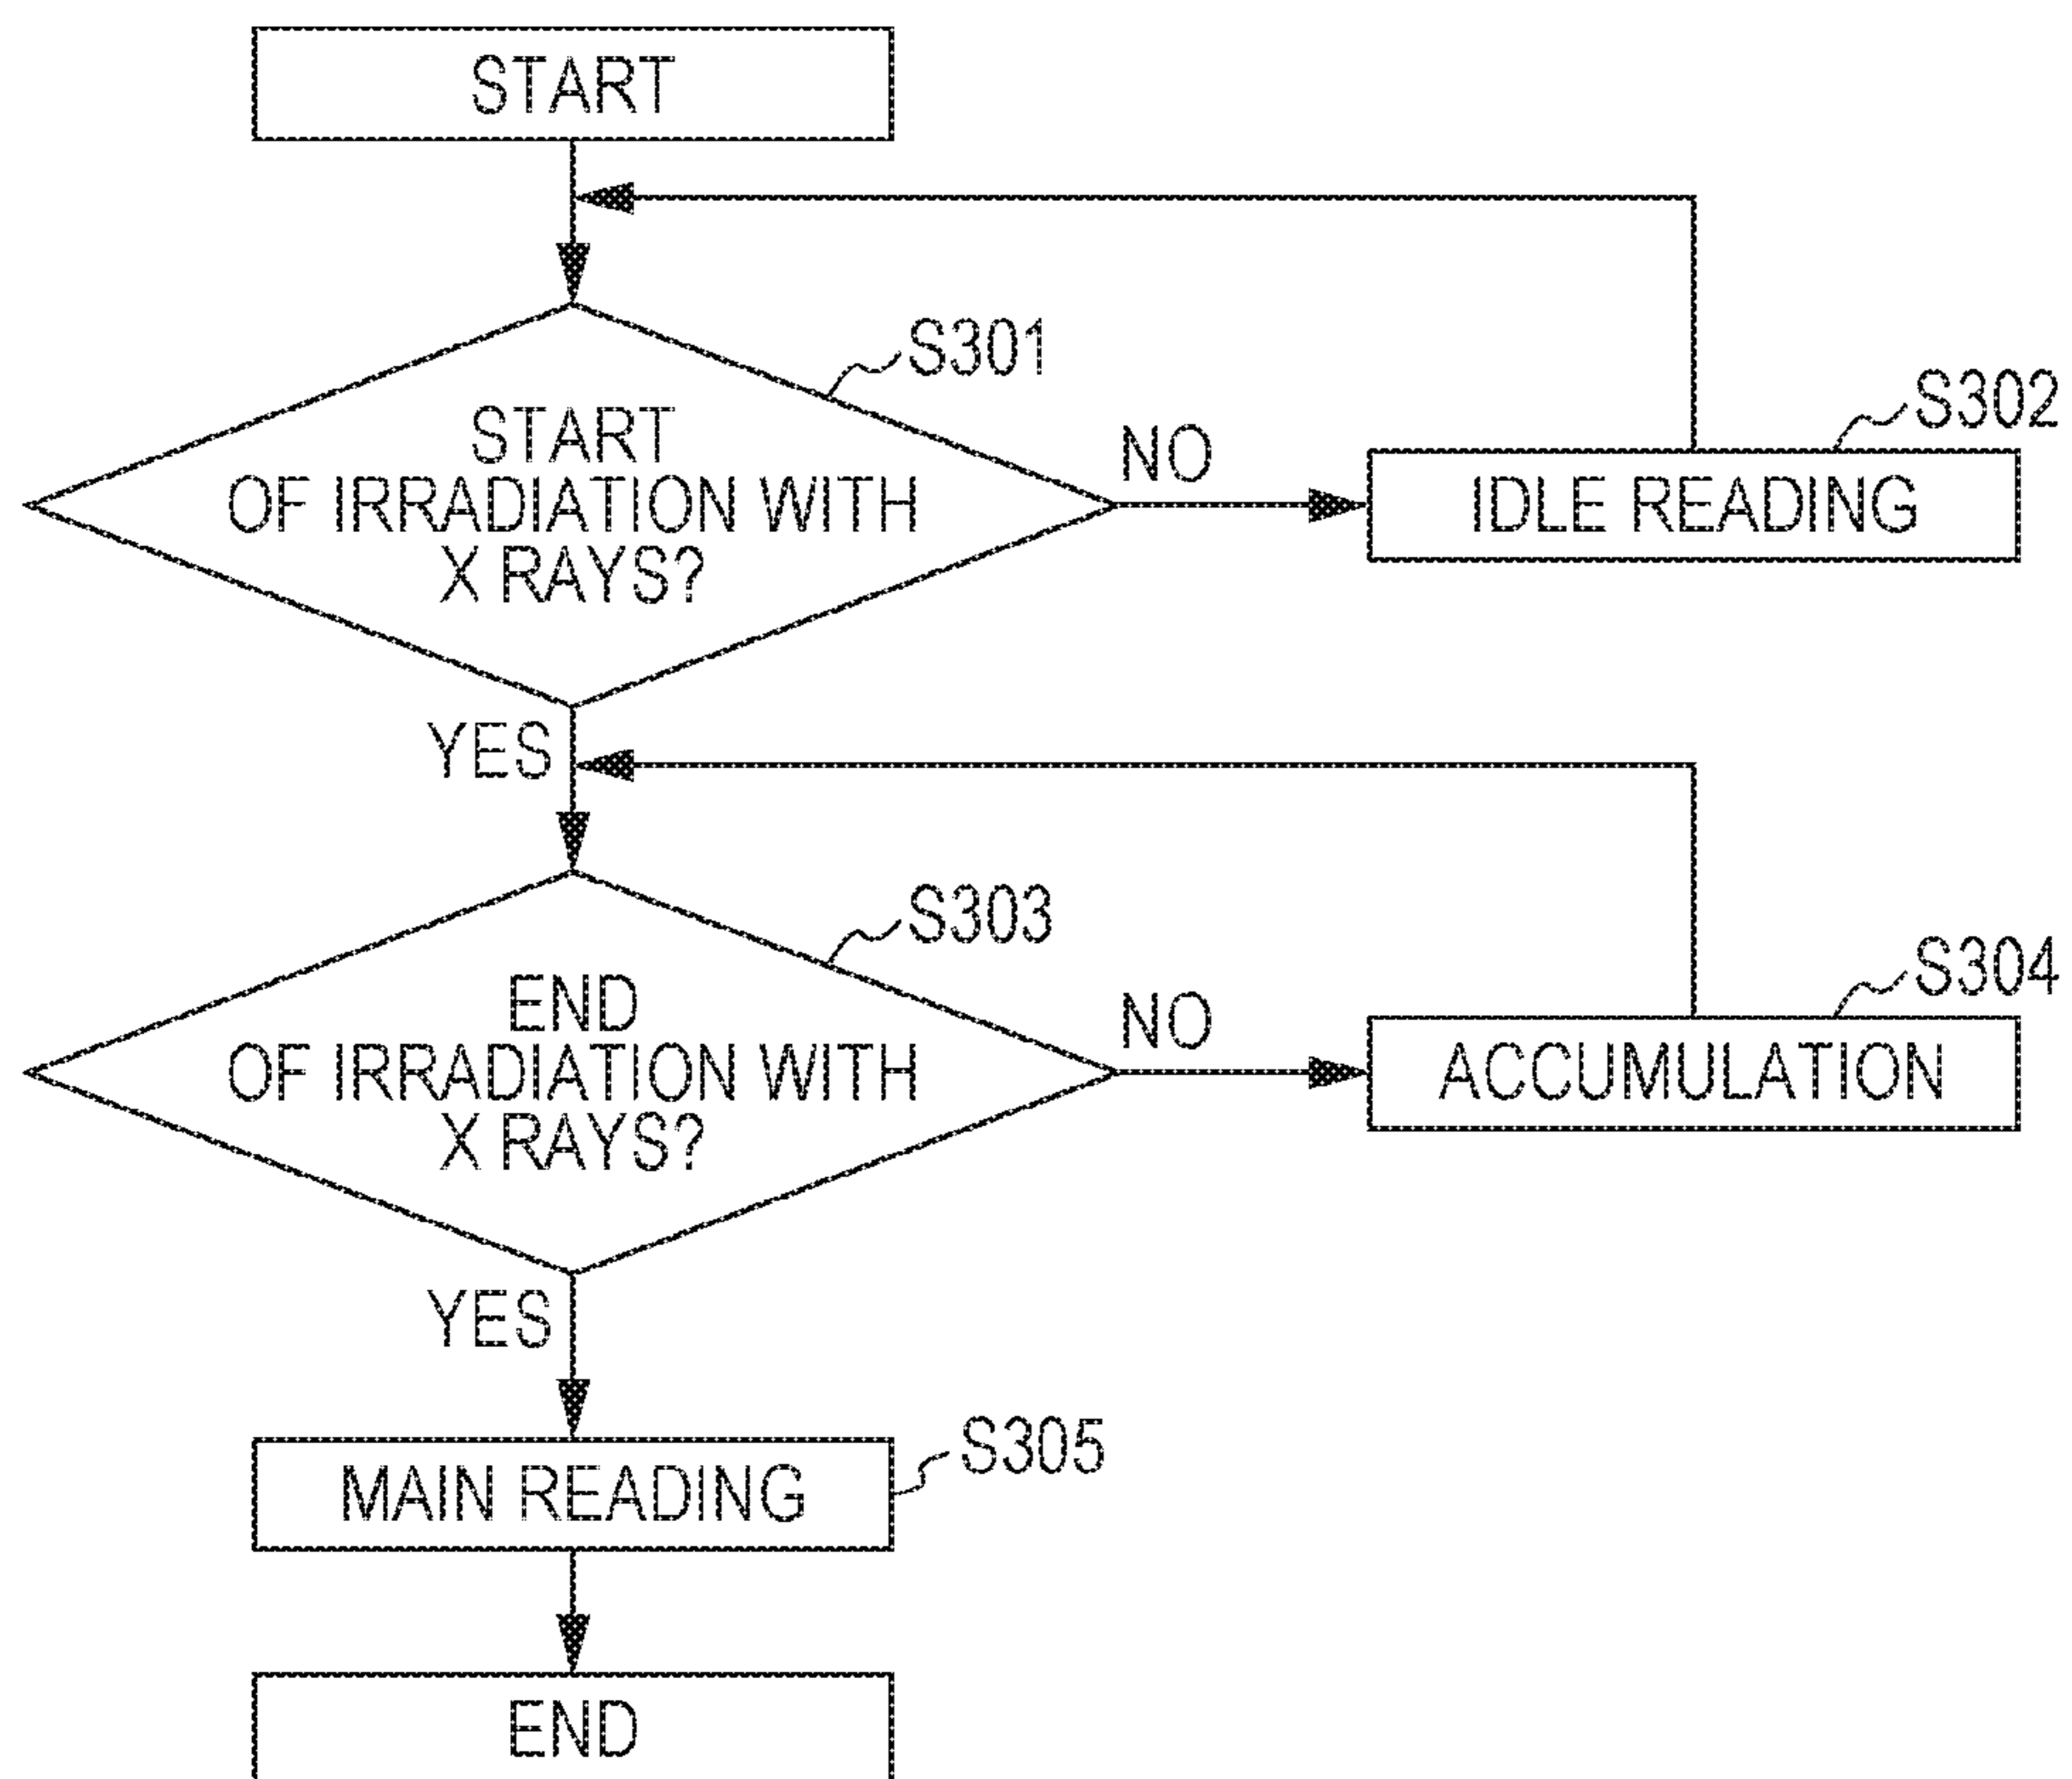 START
S301
START
OF IRRADIATION WITH
X RAYS?
NO
S302
IDLE READING
YES
S303
END
OF IRRADIATION WITH
X RAYS?
NO
S304
ACCUMULATION
YES
MAIN READING
S305
END